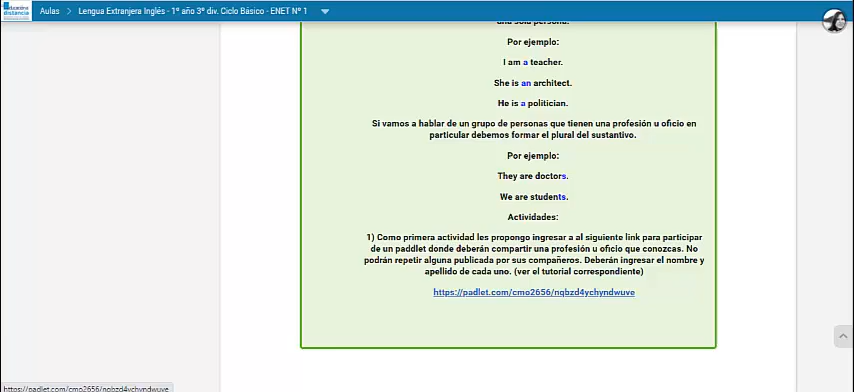 Aulas > Lengua Extranjera Inglés - 1º año 3ª div. Ciclo Básico - ENET Nº 1
una sola persona.
Por ejemplo:
I am a teacher.
She is an architect.
He is a politician.
Si vamos a hablar de un grupo de personas que tienen una profesión u oficio en
particular debemos formar el plural del sustantivo.
Por ejemplo:
They are doctors.
We are students.
Actividades:
1) Como primera actividad les propongo ingresar a al siguiente link para participar
de un paddlet donde deberán compartir una profesión u oficio que conozcas. No
podrán repetir alguna publicada por sus compañeros. Deberán ingresar el nombre y
apellido de cada uno. (ver el tutorial correspondiente)
https://padlet.com/cmo2656/nqbzd4ychyndwuve
https://padlet.com/cmo2656/nqbzd4ychyndwuve